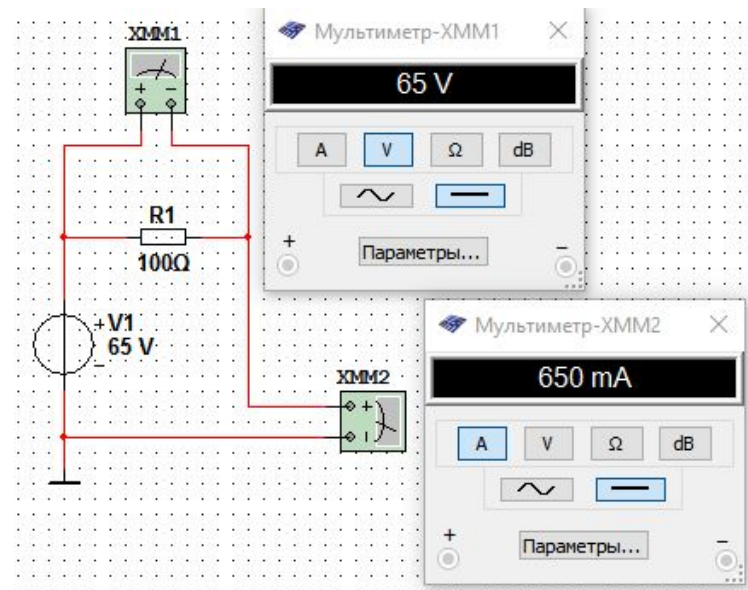 XMM1
+ −
R1
100Ω
+
V1
65 V
−
XMM2
+
−
Мультиметр-XMM1
65 V
A V Ω dB
+ Параметры... −
Мультиметр-XMM2
650 mA
A V Ω dB
+ Параметры... −